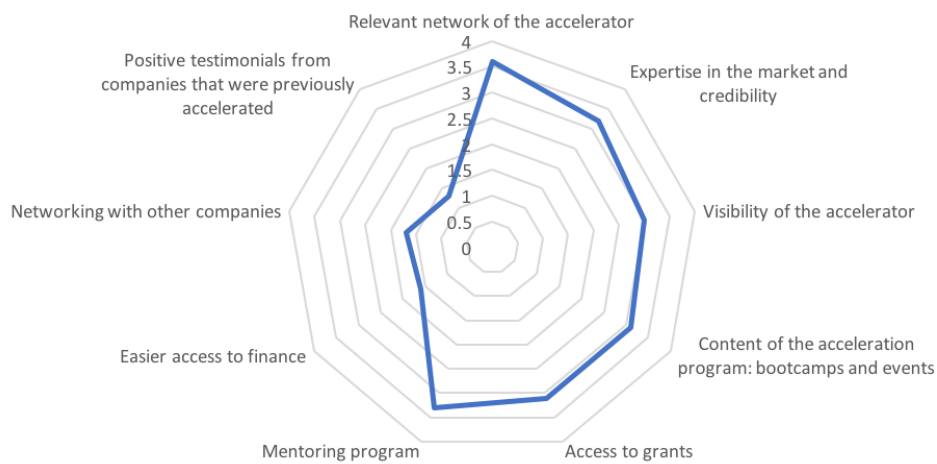 Relevant network of the accelerator
4
3.5
3
2.5
2
1.5
1
0.5
0
Expertise in the market and
credibility
Visibility of the accelerator
Content of the acceleration
program: bootcamps and events
Access to grants
Mentoring program
Easier access to finance
Networking with other companies
Positive testimonials from
companies that were previously
accelerated